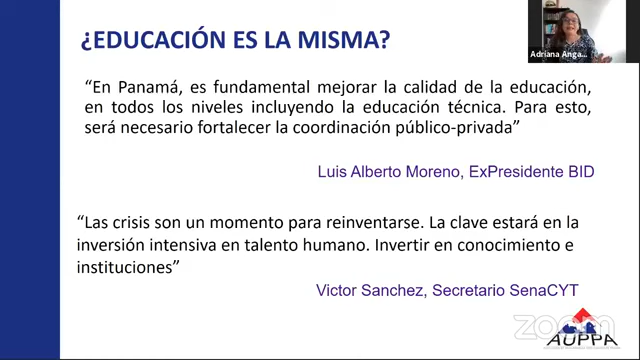 ¿EDUCACIÓN ES LA MISMA?
Adriana Anga...
“En Panamá, es fundamental mejorar la calidad de la educación,
en todos los niveles incluyendo la educación técnica. Para esto,
será necesario fortalecer la coordinación público-privada”
Luis Alberto Moreno, ExPresidente BID
“Las crisis son un momento para reinventarse. La clave estará en la
inversión intensiva en talento humano. Invertir en conocimiento e
instituciones”
Victor Sanchez, Secretario SenaCYT
zoom
AUPPA